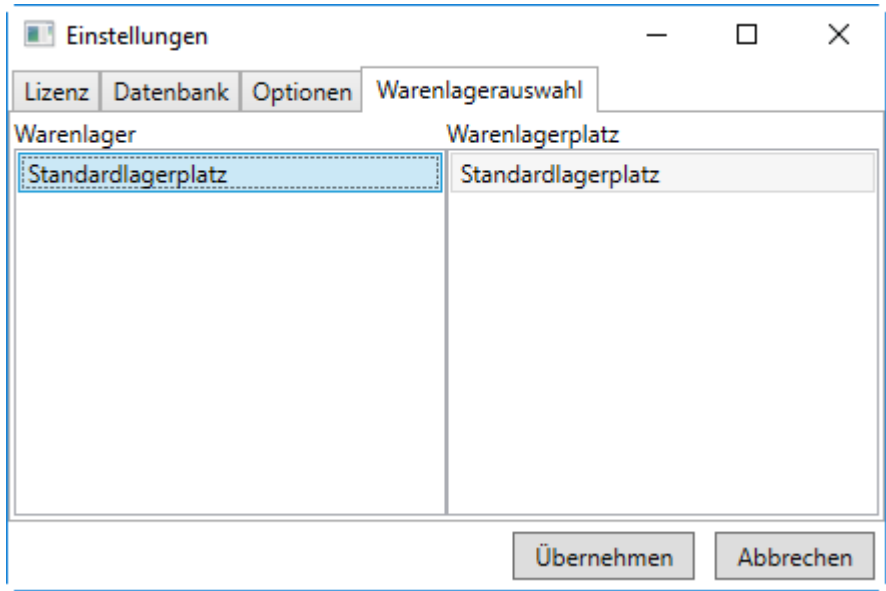 Einstellungen
Lizenz Datenbank Optionen Warenlagerauswahl
Warenlager Warenlagerplatz
Standardlagerplatz Standardlagerplatz
Übernehmen Abbrechen